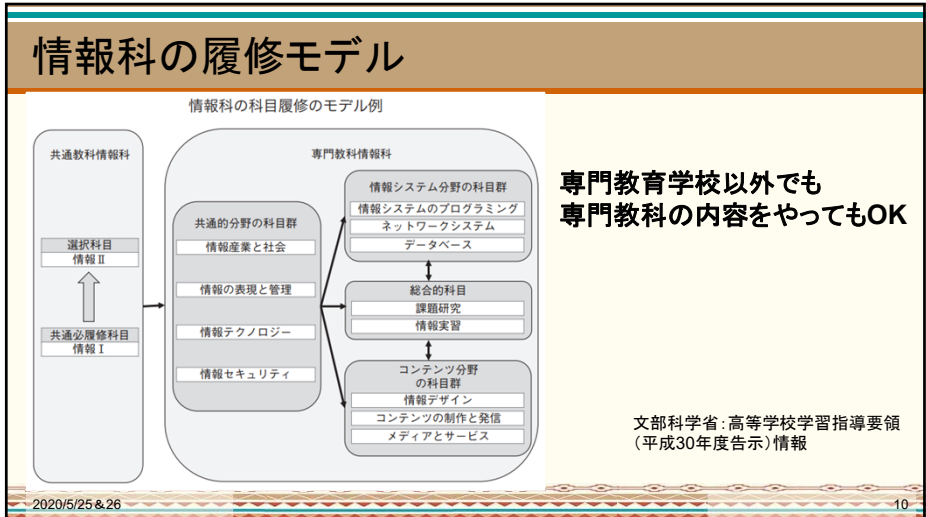 情報科の履修モデル
情報科の科目履修のモデル例
共通教科情報科
選択科目
情報Ⅱ
共通必履修科目
情報Ⅰ
専門教科情報科
共通的分野の科目群
情報産業と社会
情報の表現と管理
情報テクノロジー
情報セキュリティ
情報システム分野の科目群
情報システムのプログラミング
ネットワークシステム
データベース
総合的科目
課題研究
情報実習
コンテンツ分野
の科目群
情報デザイン
コンテンツの制作と発信
メディアとサービス
専門教育学校以外でも
専門教科の内容をやってもOK
文部科学省:高等学校学習指導要領
(平成30年度告示)情報
2020/5/25&26
10